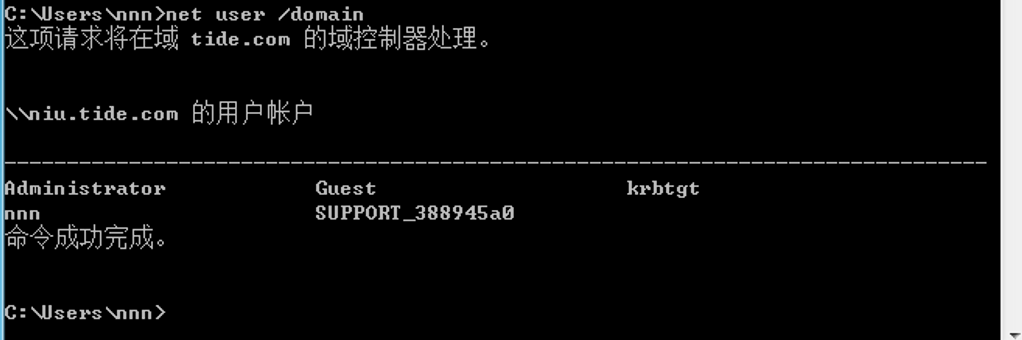 C:\Users\nnn>net user /domain
这项请求将在域 tide.com 的域控制器处理。
\\niu.tide.com 的用户帐户
-------------------------------------------------------------------------------
Administrator            Guest                    krbtgt
nnn                      SUPPORT_388945a0
命令成功完成。
C:\Users\nnn>